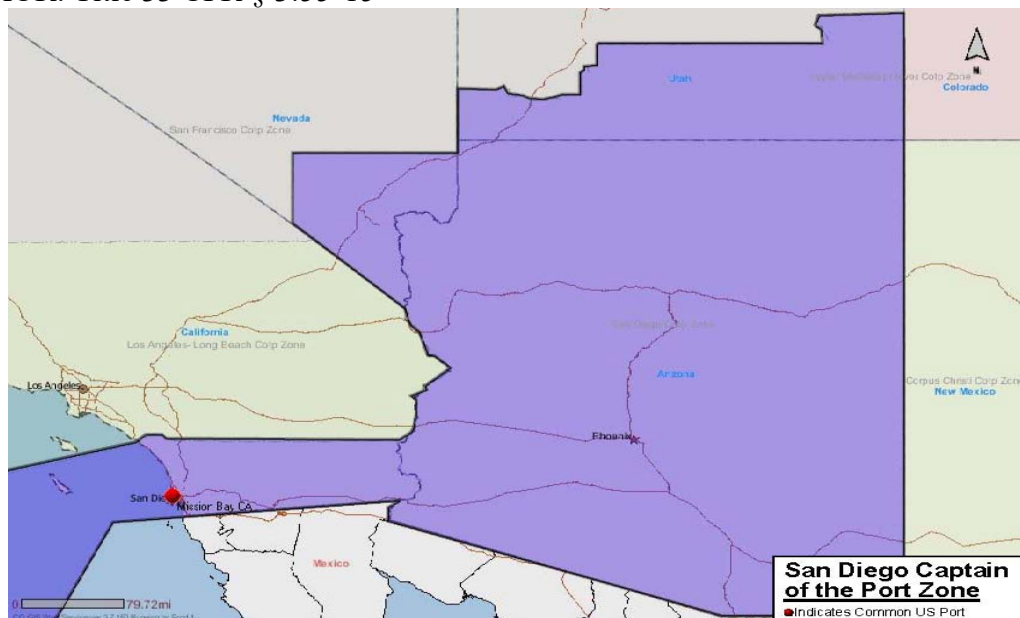 Utah
Colorado
Nevada
San Francisco Cotp Zone
California
Los Angeles- Long Beach Cotp Zone
Los Angeles
Arizona
Corpus Christi Cotp Zone
New Mexico
Phoenix
San Die
Mission Bay, CA
Mexico
0 79.72mi
San Diego Captain
of the Port Zone
Indicates Common US Port